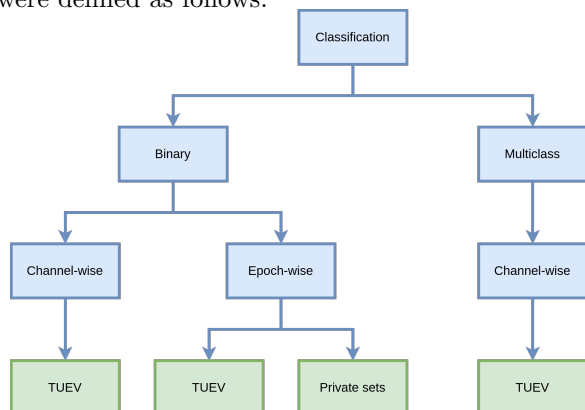 were defined as follows.
Classification
Binary
Multiclass
Channel-wise
Epoch-wise
Channel-wise
TUEV
TUEV
Private sets
TUEV